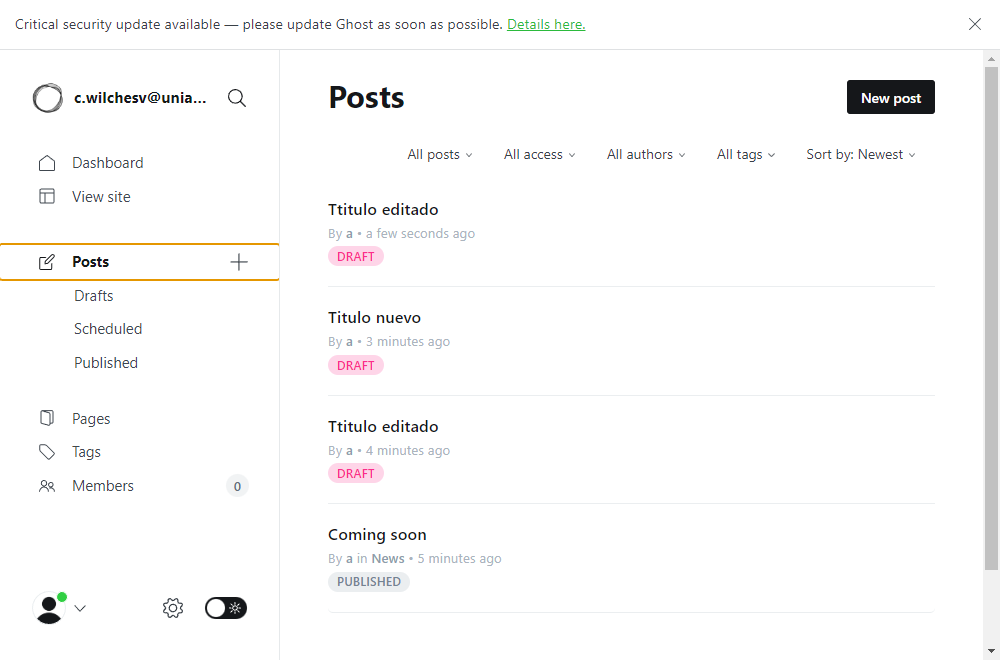 Critical security update available — please update Ghost as soon as possible. Details here.
c.wilchesv@unia...
Dashboard
View site
Posts
Drafts
Scheduled
Published
Pages
Tags
Members 0
Posts
New post
All posts All access All authors All tags Sort by: Newest
Ttitulo editado
By a • a few seconds ago
DRAFT
Titulo nuevo
By a • 3 minutes ago
DRAFT
Ttitulo editado
By a • 4 minutes ago
DRAFT
Coming soon
By a in News • 5 minutes ago
PUBLISHED